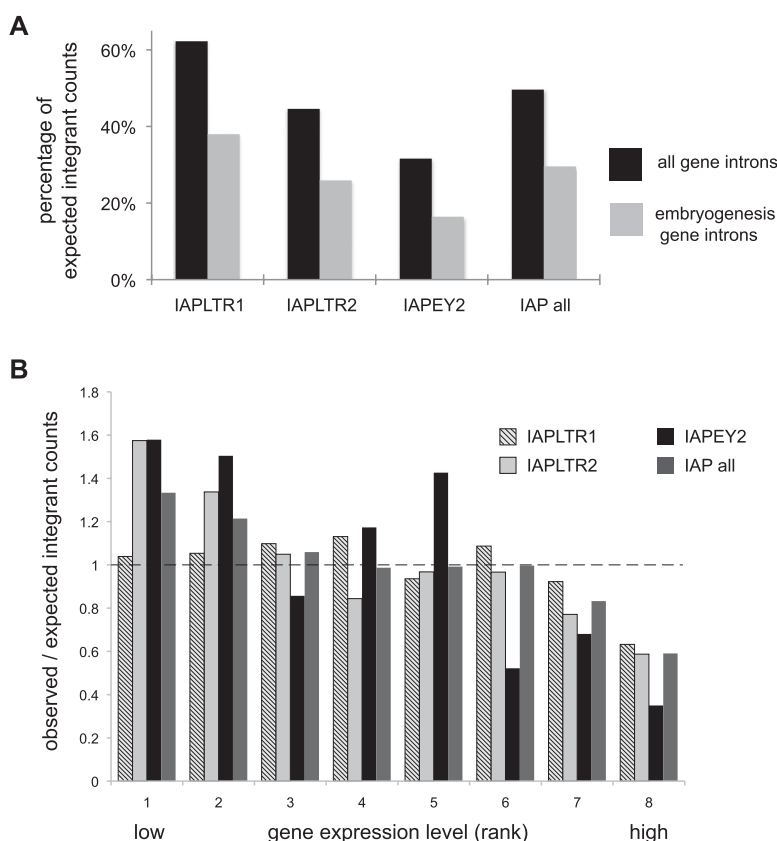 A
percentage of
expected integrant counts
60%
40%
20%
0%
IAPLTR1
IAPLTR2
IAPEY2
IAP all
all gene introns
embryogenesis
gene introns
B
observed / expected integrant counts
1.8
1.6
1.4
1.2
1
0.8
0.6
0.4
0.2
0
IAPLTR1
IAPEY2
IAPLTR2
IAP all
1 2 3 4 5 6 7 8
low gene expression level (rank) high